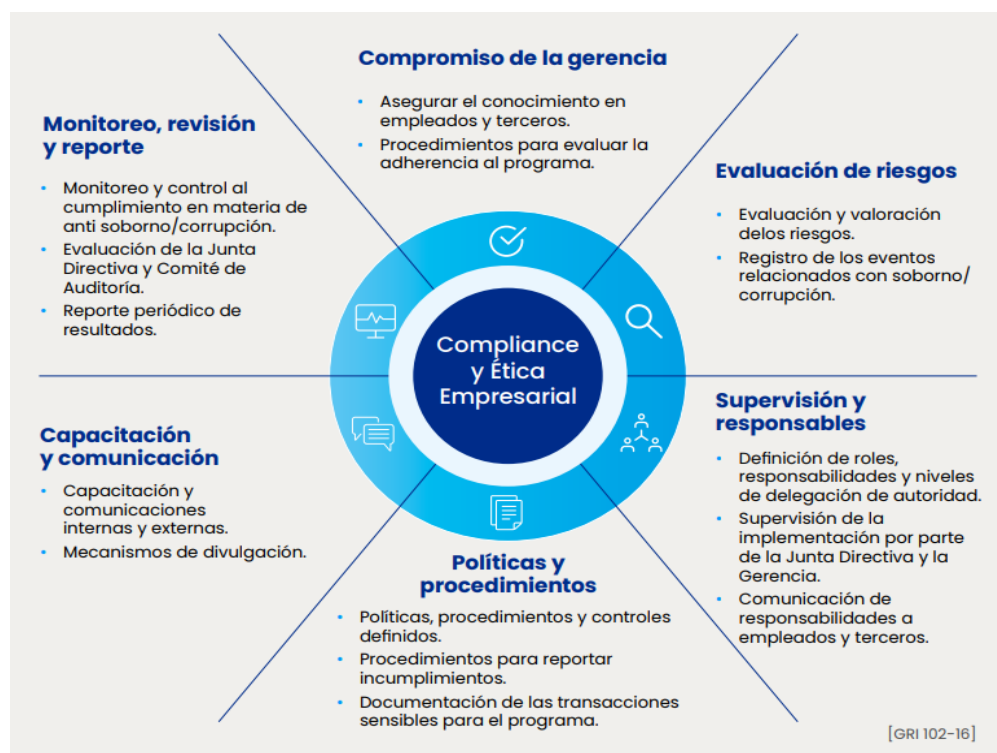 Compromiso de la gerencia
• Asegurar el conocimiento en
empleados y terceros.
• Procedimientos para evaluar la
adherencia al programa.
Evaluación de riesgos
• Evaluación y valoración
delos riesgos.
• Registro de los eventos
relacionados con soborno/
corrupción.
Supervisión y
responsables
• Definición de roles,
responsabilidades y niveles
de delegación de autoridad.
• Supervisión de la
implementación por parte
de la Junta Directiva y la
Gerencia.
• Comunicación de
responsabilidades a
empleados y terceros.
Políticas y
procedimientos
• Políticas, procedimientos y controles
definidos.
• Procedimientos para reportar
incumplimientos.
• Documentación de las transacciones
sensibles para el programa.
Capacitación
y comunicación
• Capacitación y
comunicaciones
internas y externas.
• Mecanismos de divulgación.
Monitoreo, revisión
y reporte
• Monitoreo y control al
cumplimiento en materia de
anti soborno/corrupción.
• Evaluación de la Junta
Directiva y Comité de
Auditoría.
• Reporte periódico de
resultados.
Compliance
y Ética
Empresarial
[GRI 102-16]